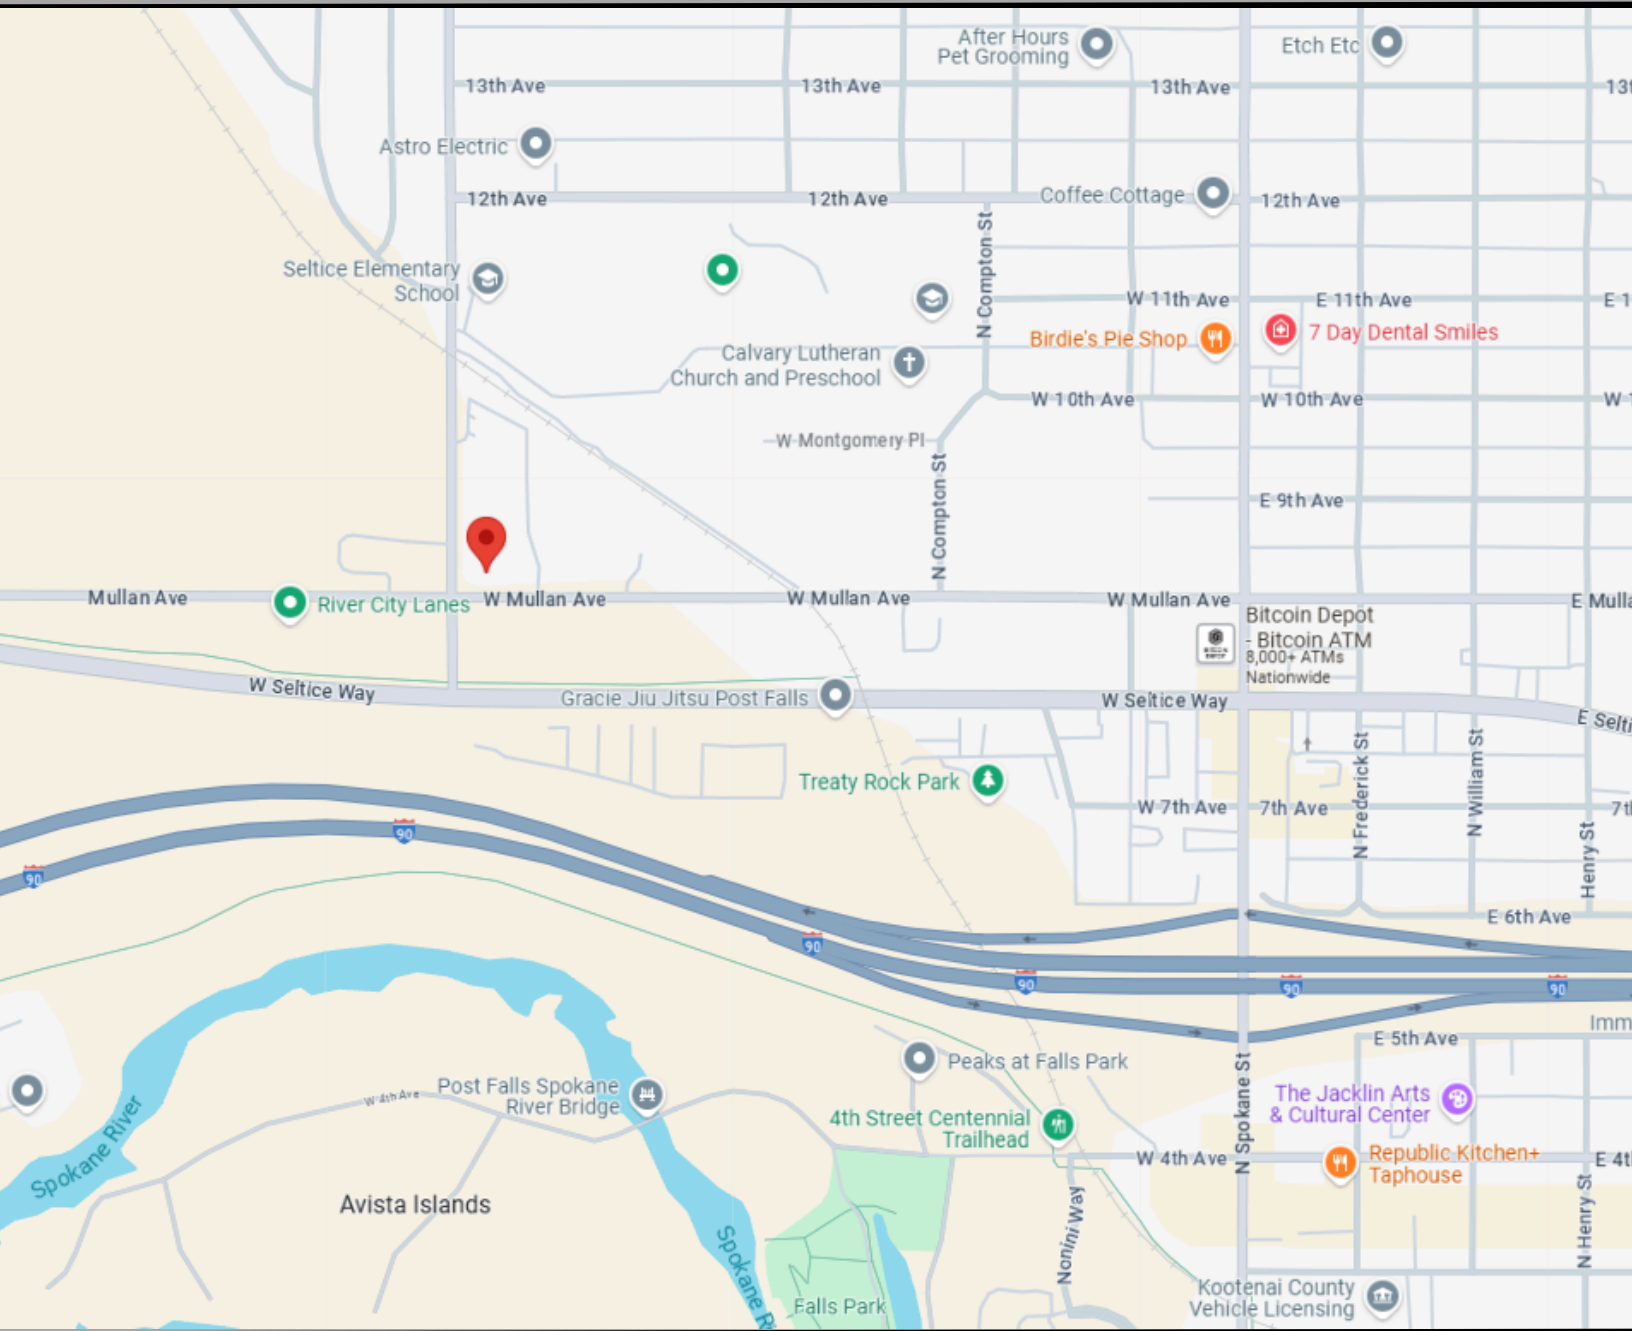 After Hours
Pet Grooming
Etch Etc
13th Ave
13th Ave
13th Ave
Astro Electric
12th Ave
12th Ave
Coffee Cottage
12th Ave
N Compton St
Seltice Elementary
School
W 11th Ave
E 11th Ave
Birdie's Pie Shop
7 Day Dental Smiles
Calvary Lutheran
Church and Preschool
W 10th Ave
W 10th Ave
W Montgomery Pl
N Compton St
E 9th Ave
Mullan Ave
River City Lanes
W Mullan Ave
W Mullan Ave
W Mullan Ave
E Mulla
Bitcoin Depot
- Bitcoin ATM
8,000+ ATMs
Nationwide
W Seltice Way
Gracie Jiu Jitsu Post Falls
W Seltice Way
E Selti
Treaty Rock Park
W 7th Ave
7th Ave
N Frederick St
N William St
Henry St
90
90
90
90
90
90
E 6th Ave
Imm
E 5th Ave
Peaks at Falls Park
N Spokane St
The Jacklin Arts
& Cultural Center
Post Falls Spokane
River Bridge
W 4th Ave
4th Street Centennial
Trailhead
W 4th Ave
Republic Kitchen+
Taphouse
E 4t
Spokane River
Avista Islands
Spokane Ri
Nonini Way
N Henry St
Falls Park
Kootenai County
Vehicle Licensing